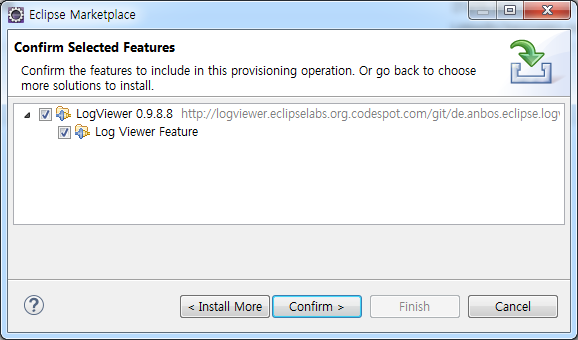 Eclipse Marketplace
Confirm Selected Features
Confirm the features to include in this provisioning operation. Or go back to choose
more solutions to install.
LogViewer 0.9.8.8 http://logviewer.eclipselabs.org.codespot.com/git/de.anbos.eclipse.logv
Log Viewer Feature
?
< Install More
Confirm >
Finish
Cancel